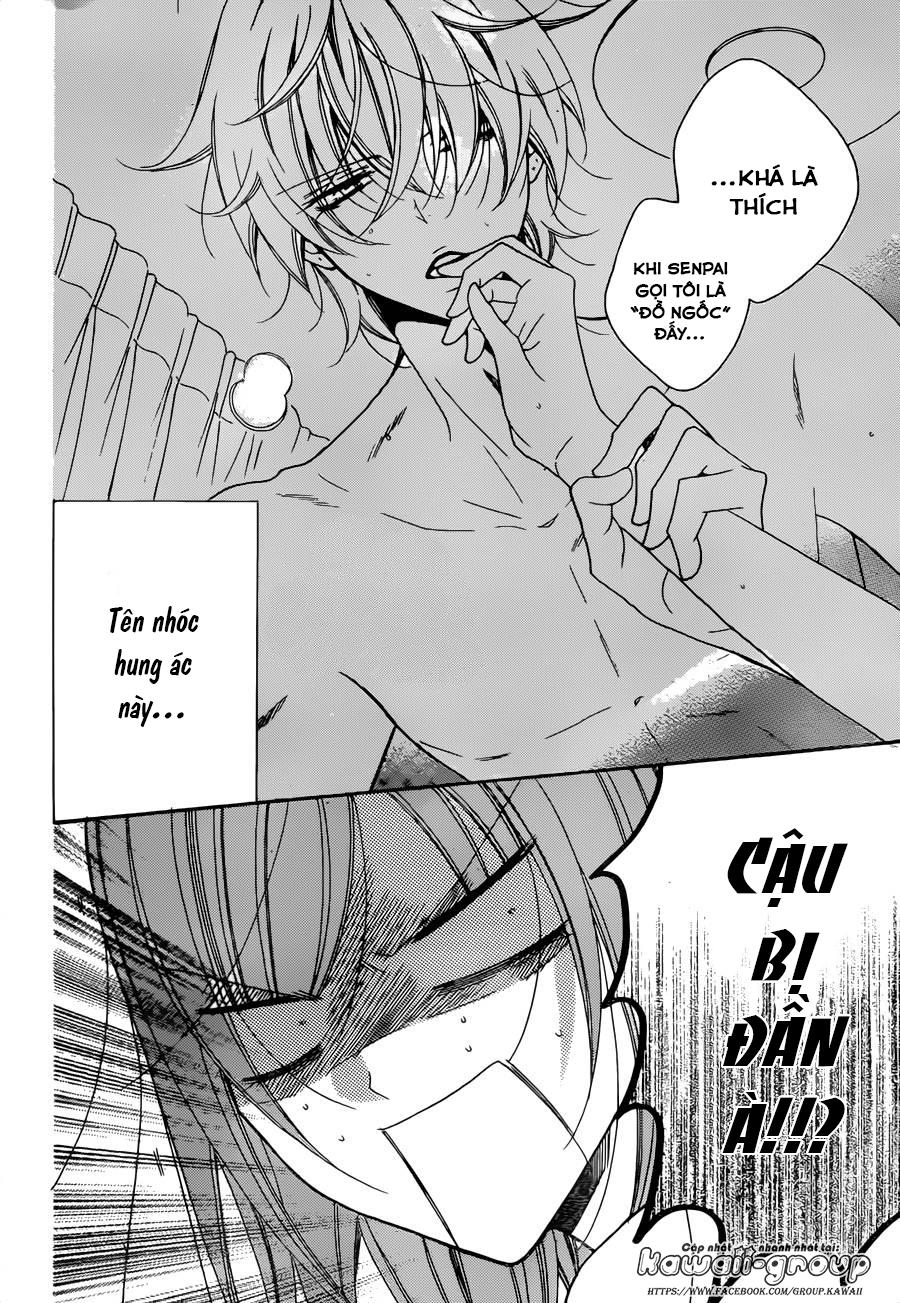 ...KHÁ LÀ
THÍCH
KHI SENPAI
GỌI TÔI LÀ
"ĐỒ NGỐC"
ĐẤY...
Tên nhóc
hung ác
này...
CẬU
BỊ
ĐẦN
À!!!?
Cập nhật nhanh nhất tại:
kawaii-group
HTTPS://WWW.FACEBOOK.COM/GROUP.KAWAII